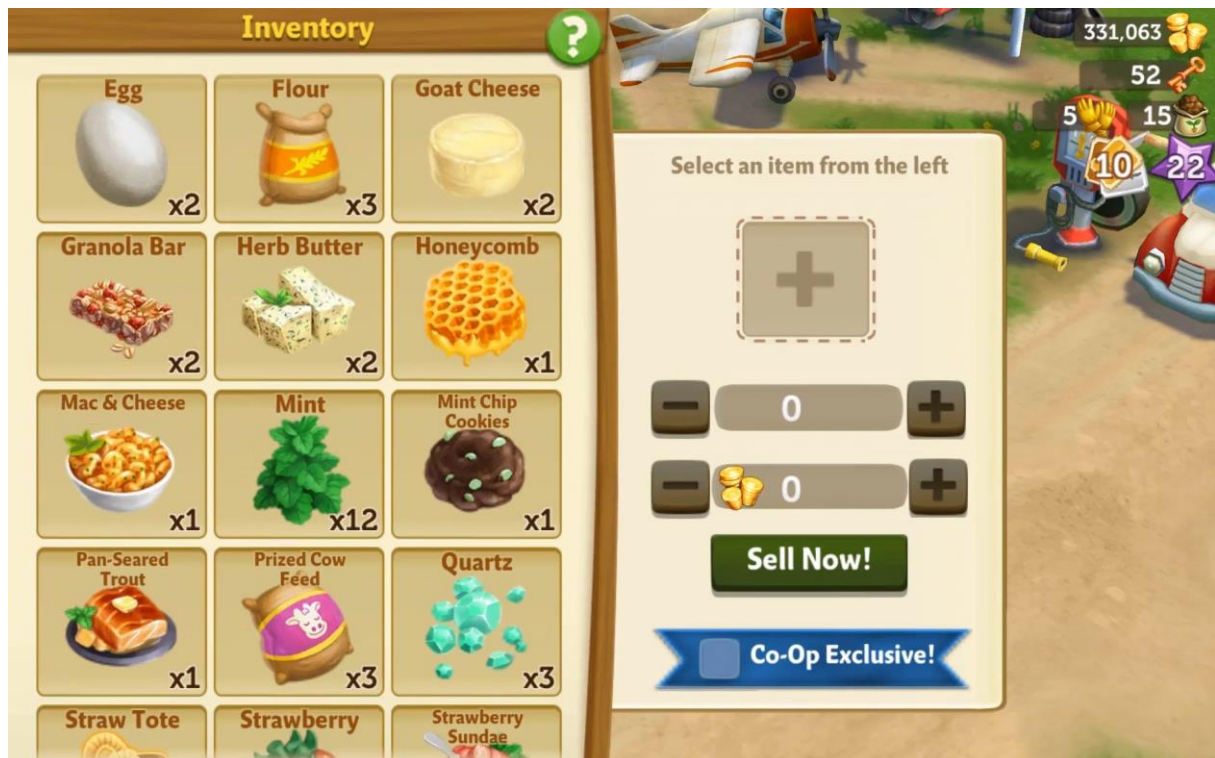 Inventory
?
331,063
52
5
15
10
22
Egg
x2
Flour
x3
Goat Cheese
x2
Granola Bar
x2
Herb Butter
x2
Honeycomb
x1
Mac & Cheese
x1
Mint
x12
Mint Chip
Cookies
x1
Pan-Seared
Trout
x1
Prized Cow
Feed
x3
Quartz
x3
Straw Tote
Strawberry
Strawberry
Sundae
Select an item from the left
0
0
Sell Now!
Co-Op Exclusive!